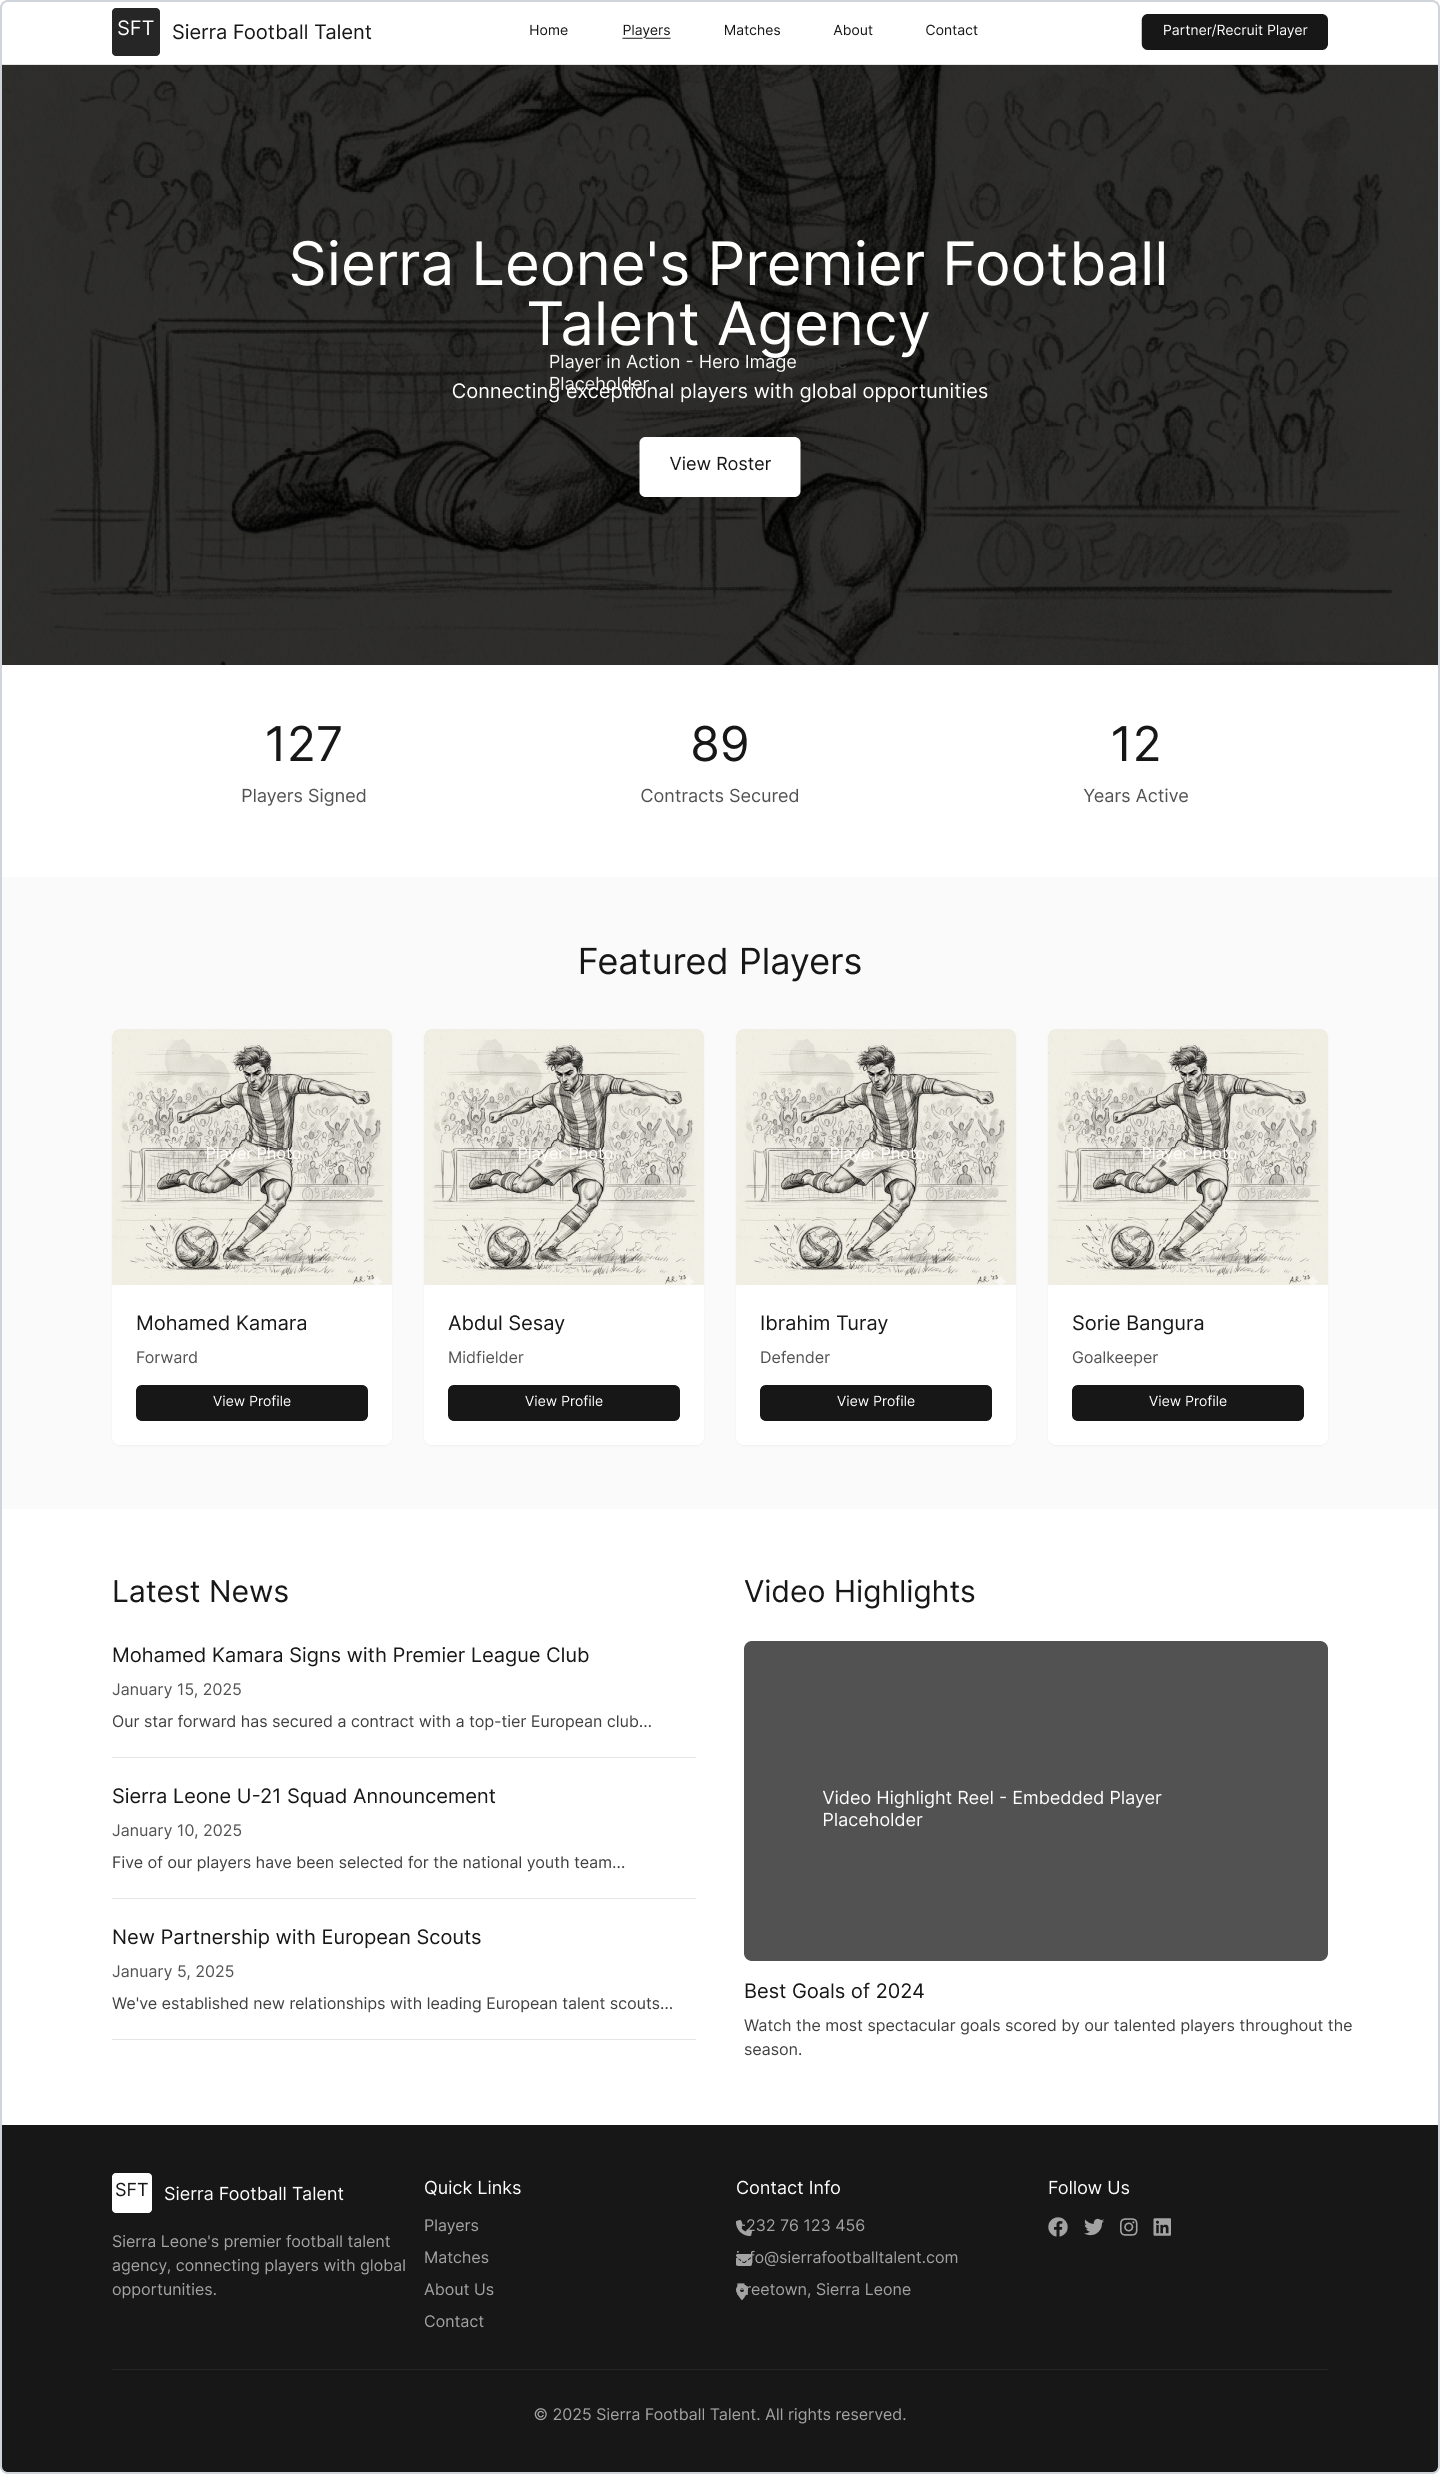 SFT
Sierra Football Talent
Home
Players
Matches
About
Contact
Partner/Recruit Player
Sierra Leone's Premier Football
Talent Agency
Player in Action - Hero Image
Placeholder
Connecting exceptional players with global opportunities
View Roster
127
Players Signed
89
Contracts Secured
12
Years Active
Featured Players
Player Photo
Player Photo
Player Photo
Player Photo
Mohamed Kamara
Forward
View Profile
Abdul Sesay
Midfielder
View Profile
Ibrahim Turay
Defender
View Profile
Sorie Bangura
Goalkeeper
View Profile
Latest News
Mohamed Kamara Signs with Premier League Club
January 15, 2025
Our star forward has secured a contract with a top-tier European club...
Sierra Leone U-21 Squad Announcement
January 10, 2025
Five of our players have been selected for the national youth team...
New Partnership with European Scouts
January 5, 2025
We've established new relationships with leading European talent scouts...
Video Highlights
Video Highlight Reel - Embedded Player
Placeholder
Best Goals of 2024
Watch the most spectacular goals scored by our talented players throughout the
season.
SFT
Sierra Football Talent
Sierra Leone's premier football talent
agency, connecting players with global
opportunities.
Quick Links
Players
Matches
About Us
Contact
Contact Info
232 76 123 456
info@sierrafootballtalent.com
Freetown, Sierra Leone
Follow Us
© 2025 Sierra Football Talent. All rights reserved.